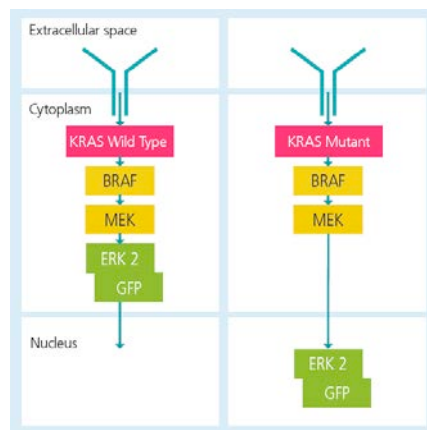 Extracellular space
Cytoplasm
KRAS Wild Type
BRAF
MEK
ERK 2
GFP
KRAS Mutant
BRAF
MEK
Nucleus
ERK 2
GFP